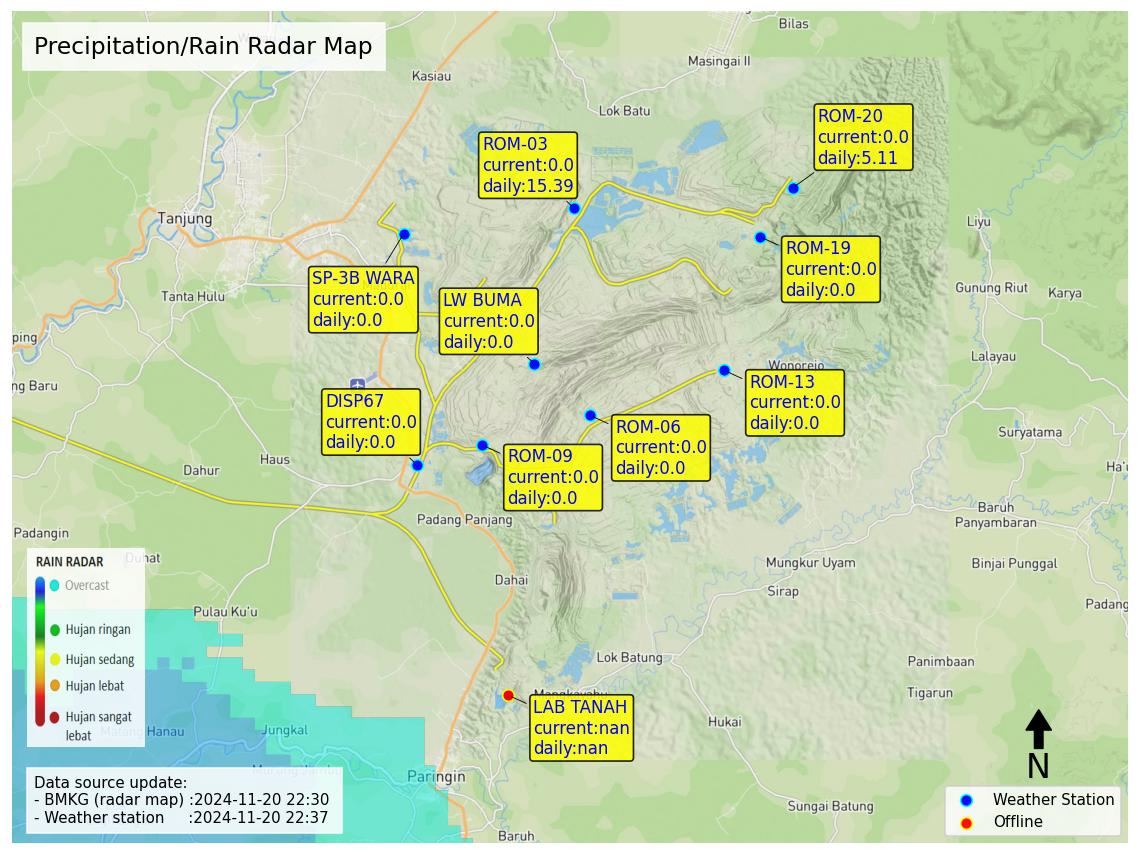 Precipitation/Rain Radar Map
Bilas
Masingai II
Kasiau
Lok Batu
ROM-20
current:0.0
daily:5.11
ROM-03
current:0.0
daily:15.39
Tanjung
Liyu
ROM-19
current:0.0
daily:0.0
SP-3B WARA
current:0.0
daily:0.0
Tanta Hulu
LW BUMA
current:0.0
daily:0.0
Gunung Riut
Karya
ping
Lalayau
Wonorejo
ng Baru
ROM-13
current:0.0
daily:0.0
DISP67
current:0.0
daily:0.0
ROM-06
current:0.0
daily:0.0
Suryatama
ROM-09
current:0.0
daily:0.0
Haus
Dahur
Ha'u
Baruh
Panyambaran
Padang Panjang
Padangin
Duhat
Mungkur Uyam
Binjai Punggal
RAIN RADAR
Overcast
Hujan ringan
Hujan sedang
Hujan lebat
Hujan sangat
lebat
Dahai
Sirap
Padang
Pulau Ku'u
Lok Batung
Panimbaan
Tigarun
LAB TANAH
current:nan
daily:nan
Hukai
Matang Hanau
Jungkal
N
Paringin
Data source update:
- BMKG (radar map) :2024-11-20 22:30
- Weather station :2024-11-20 22:37
Sungai Batung
Baruh
Weather Station
Offline